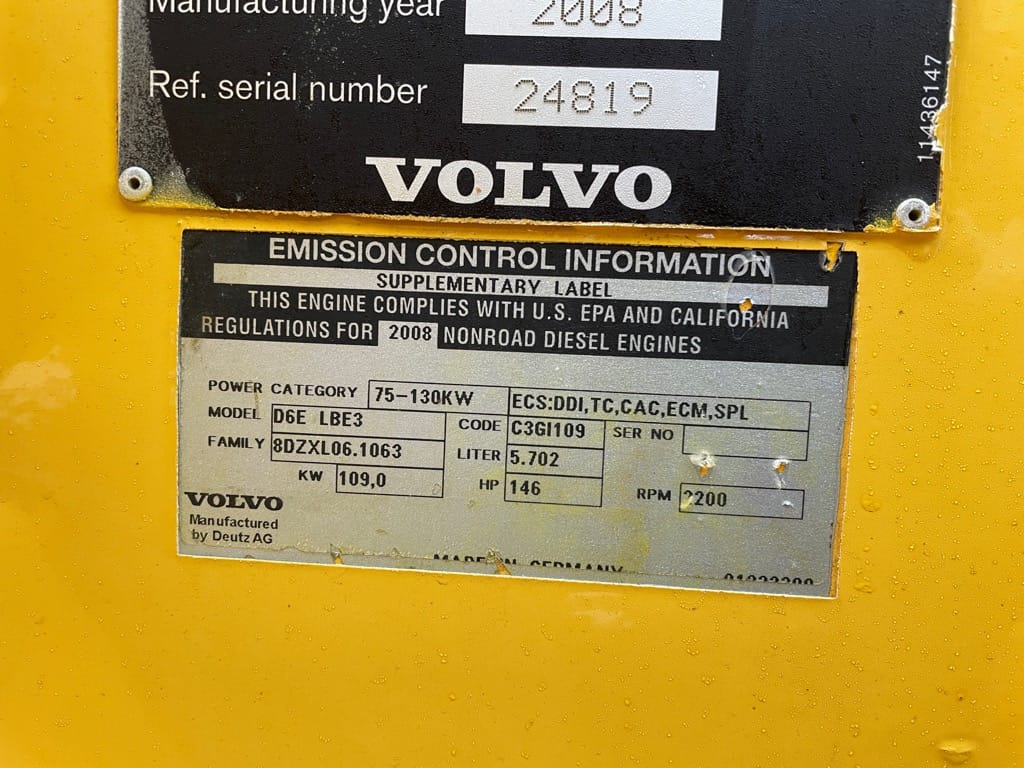 Manufacturing year 2008
Ref. serial number 24819
11436147
VOLVO
EMISSION CONTROL INFORMATION
SUPPLEMENTARY LABEL
THIS ENGINE COMPLIES WITH U.S. EPA AND CALIFORNIA
REGULATIONS FOR 2008 NONROAD DIESEL ENGINES
POWER CATEGORY 75-130KW ECS:DDI,TC,CAC,ECM,SPL
MODEL D6E LBE3 CODE C3GI109 SER NO
FAMILY 8DZXL06.1063 LITER 5.702
KW 109,0 HP 146 RPM 2200
VOLVO
Manufactured
by Deutz AG
MADE IN GERMANY